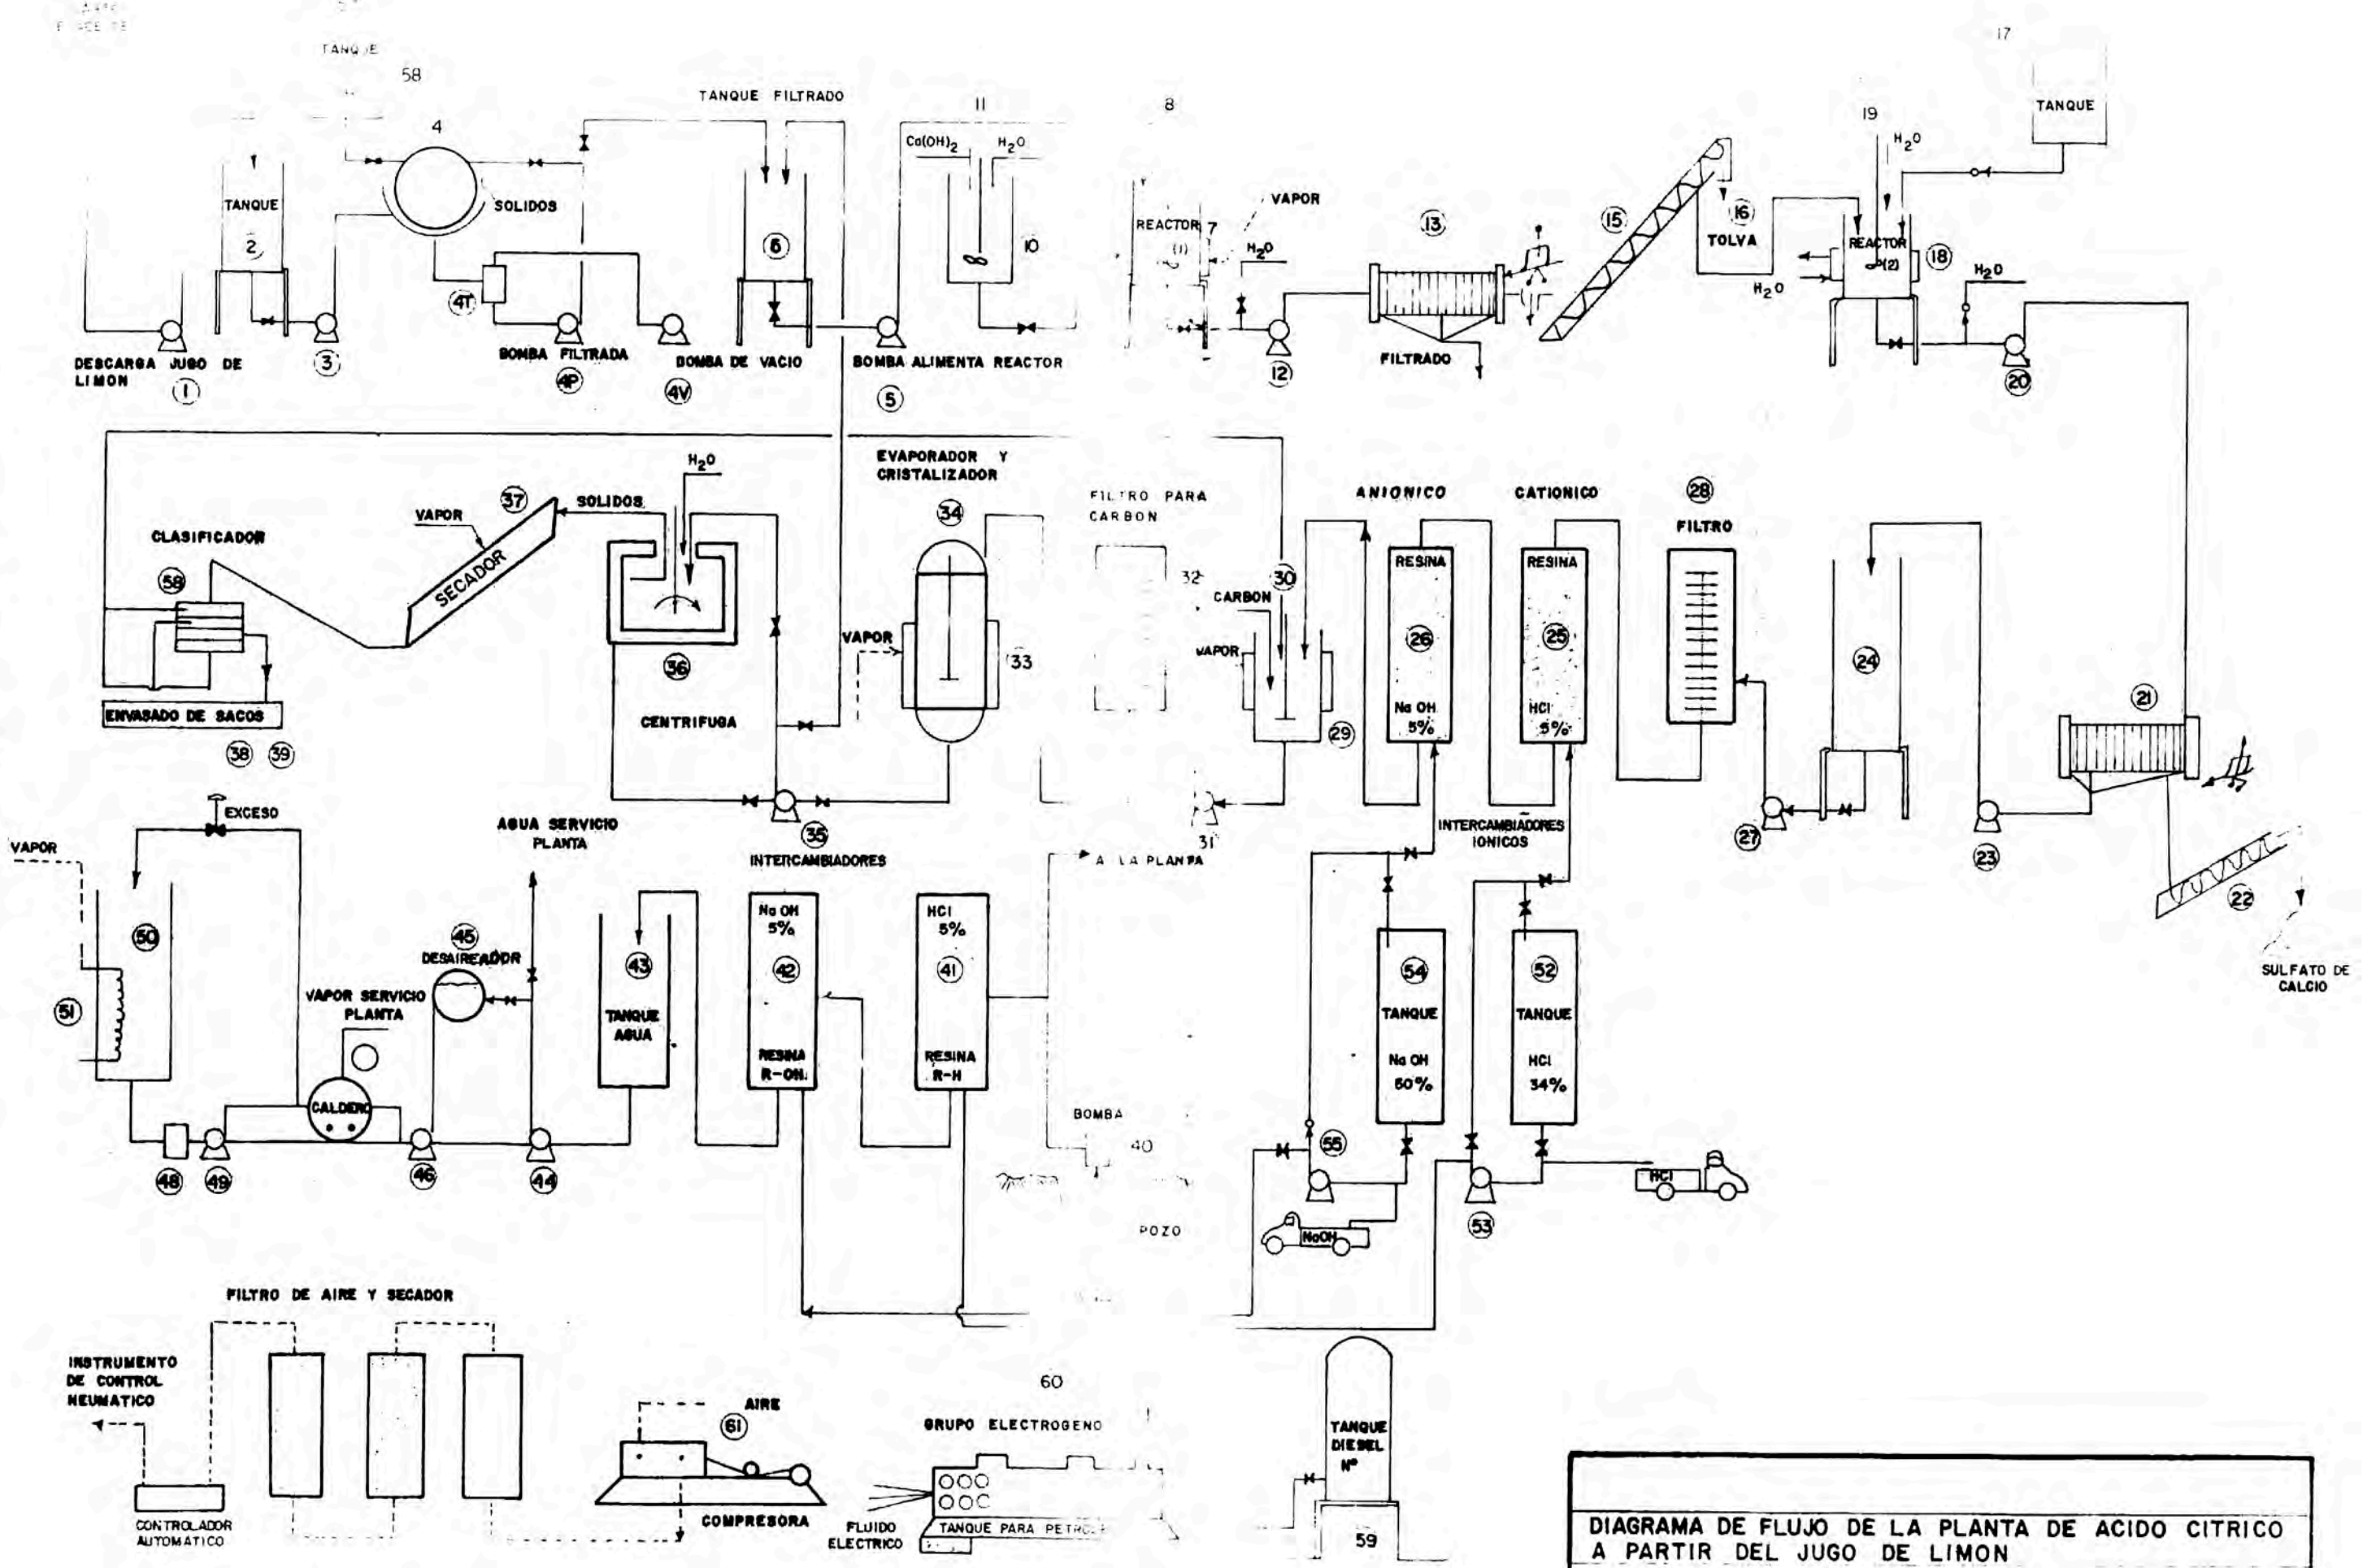 TANQUE
58
17
TANQUE FILTRADO
11
8
19
TANQUE
4
Ca(OH)2
H2O
H2O
TANQUE
2
SOLIDOS
6
10
REACTOR 7
(1)
VAPOR
H2O
13
15
16
TOLVA
REACTOR
(2)
18
H2O
H2O
4T
DESCARGA JUGO DE
LIMON
1
3
BOMBA FILTRADA
4P
BOMBA DE VACIO
4V
BOMBA ALIMENTA REACTOR
5
12
FILTRADO
20
EVAPORADOR Y
CRISTALIZADOR
H2O
37
SOLIDOS
VAPOR
SECADOR
34
FILTRO PARA
CARBON
ANIONICO
CATIONICO
28
FILTRO
CLASIFICADOR
58
RESINA
RESINA
32
30
CARBON
VAPOR
26
25
24
VAPOR
36
33
CENTRIFUGA
Na OH
5%
HCl
5%
29
21
ENVASADO DE SACOS
38 39
EXCESO
AGUA SERVICIO
PLANTA
35
INTERCAMBIADORES
31
A LA PLANTA
INTERCAMBIADORES
IONICOS
27
23
VAPOR
50
45
DESAIREADOR
43
Na OH
5%
42
HCl
5%
41
54
52
22
SULFATO DE
CALCIO
51
VAPOR SERVICIO
PLANTA
TANQUE
AGUA
TANQUE
TANQUE
RESINA
R-OH
RESINA
R-H
Na OH
50%
HCl
34%
CALDERO
BOMBA
40
55
48
49
46
44
HCl
53
POZO
NaOH
FILTRO DE AIRE Y SECADOR
INSTRUMENTO
DE CONTROL
NEUMATICO
AIRE
61
60
GRUPO ELECTROGENO
TANQUE
DIESEL
Nº
CONTROLADOR
AUTOMATICO
COMPRESORA
FLUIDO
ELECTRICO
TANQUE PARA
59
DIAGRAMA DE FLUJO DE LA PLANTA DE ACIDO CITRICO
A PARTIR DEL JUGO DE LIMON